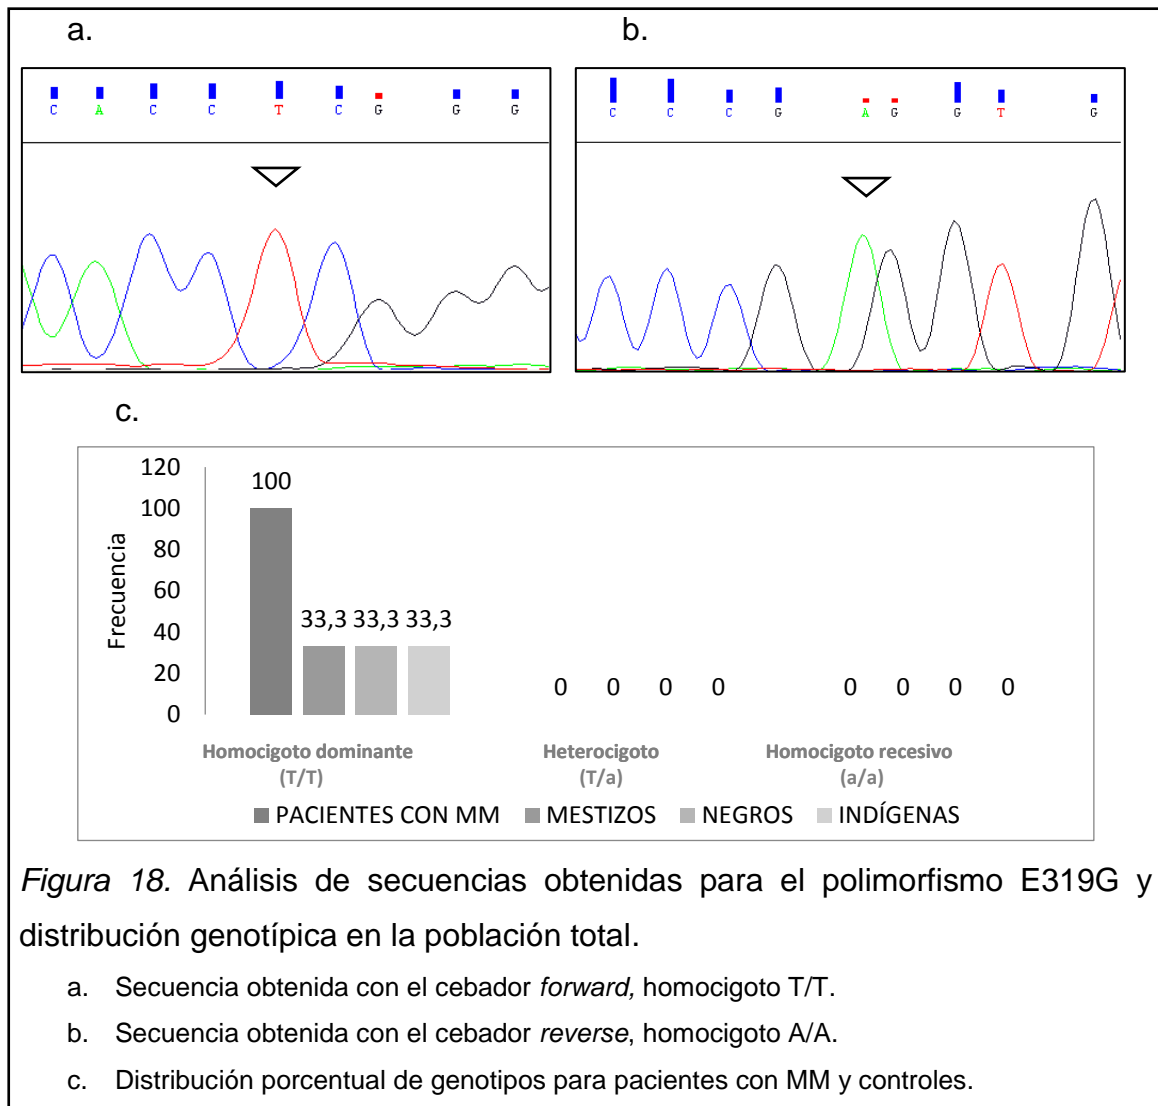 a.
b.
C A C C T C G G G
C C C G A G G T G
c.
120
100
80
60
40
20
0
Frecuencia
100
33,3 33,3 33,3
0 0 0 0
0 0 0 0
Homocigoto dominante (T/T)
Heterocigoto (T/a)
Homocigoto recesivo (a/a)
PACIENTES CON MM MESTIZOS NEGROS INDÍGENAS
Figura 18. Análisis de secuencias obtenidas para el polimorfismo E319G y
distribución genotípica en la población total.
a. Secuencia obtenida con el cebador forward, homocigoto T/T.
b. Secuencia obtenida con el cebador reverse, homocigoto A/A.
c. Distribución porcentual de genotipos para pacientes con MM y controles.